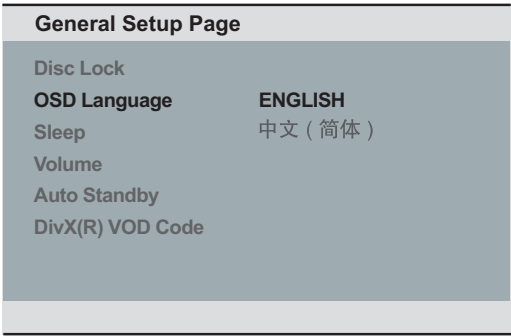 General Setup Page
Disc Lock
OSD Language ENGLISH
Sleep 中文 ( 简体 )
Volume
Auto Standby
DivX(R) VOD Code